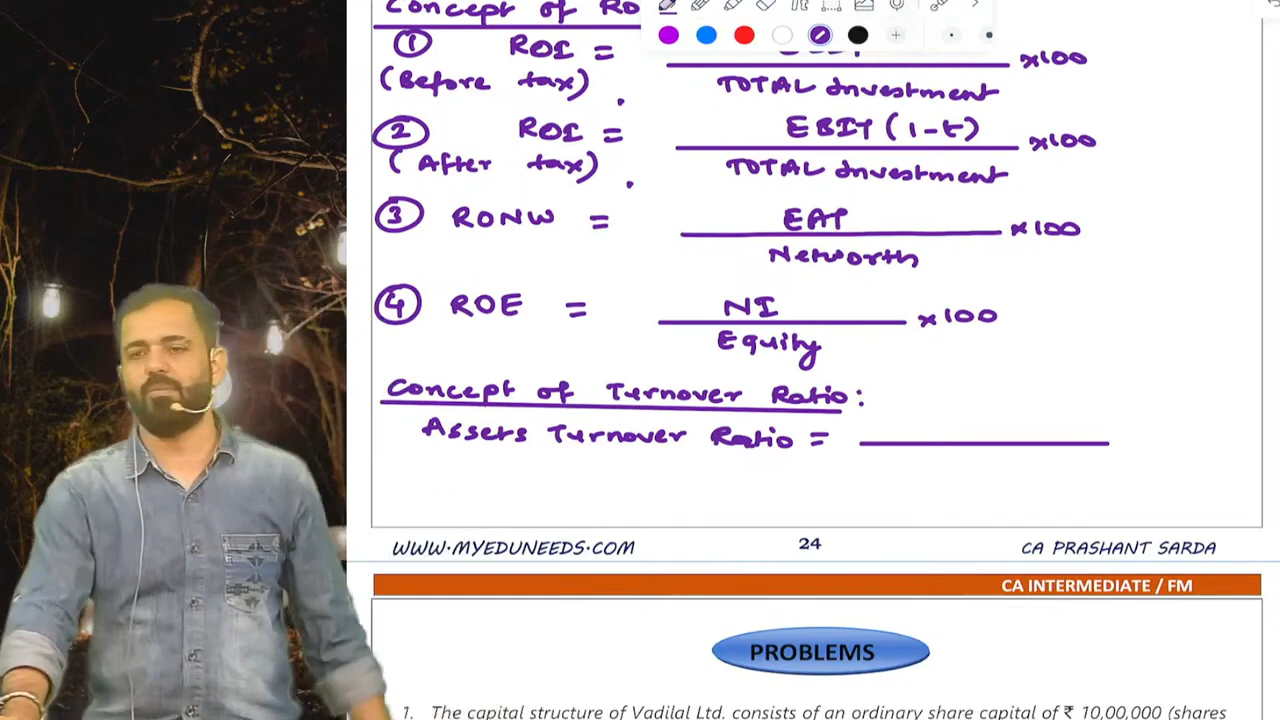 Concept of Ro
① ROI = ×100
(Before tax). TOTAL Investment
② ROI = EBIT (1-t) ×100
(After tax). TOTAL Investment
③ RONW = EAT ×100
Networth
④ ROE = NI ×100
Equity
Concept of Turnover Ratio:
Assets Turnover Ratio =
WWW.MYEDUNEEDS.COM 24 CA PRASHANT SARDA
CA INTERMEDIATE / FM
PROBLEMS
1. The capital structure of Vadilal Ltd. consists of an ordinary share capital of ₹ 10,00,000 (shares